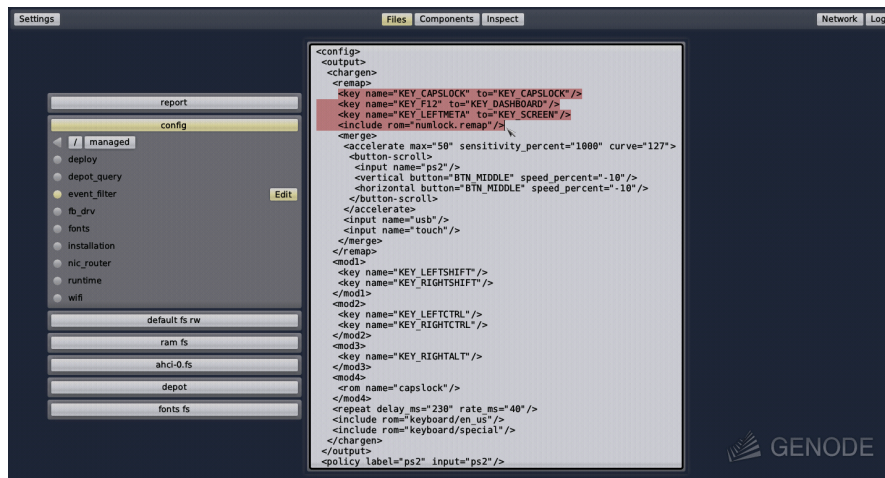 Settings
Files Components Inspect
Network Log
report
config
/ managed
deploy
depot_query
event_filter Edit
fb_drv
fonts
installation
nic_router
runtime
wifi
default fs rw
ram fs
ahci-0.fs
depot
fonts fs
<config>
<output>
<chargen>
<remap>
<key name="KEY_CAPSLOCK" to="KEY_CAPSLOCK"/>
<key name="KEY_F12" to="KEY_DASHBOARD"/>
<key name="KEY_LEFTMETA" to="KEY_SCREEN"/>
<include rom="numlock.remap"/>
<merge>
<accelerate max="50" sensitivity_percent="1000" curve="127">
<button-scroll>
<input name="ps2"/>
<vertical button="BTN_MIDDLE" speed_percent="-10"/>
<horizontal button="BTN_MIDDLE" speed_percent="-10"/>
</button-scroll>
</accelerate>
<input name="usb"/>
<input name="touch"/>
</merge>
</remap>
<mod1>
<key name="KEY_LEFTSHIFT"/>
<key name="KEY_RIGHTSHIFT"/>
</mod1>
<mod2>
<key name="KEY_LEFTCTRL"/>
<key name="KEY_RIGHTCTRL"/>
</mod2>
<mod3>
<key name="KEY_RIGHTALT"/>
</mod3>
<mod4>
<rom name="capslock"/>
</mod4>
<repeat delay_ms="230" rate_ms="40"/>
<include rom="keyboard/en_us"/>
<include rom="keyboard/special"/>
</chargen>
</output>
<policy label="ps2" input="ps2"/>
GENODE